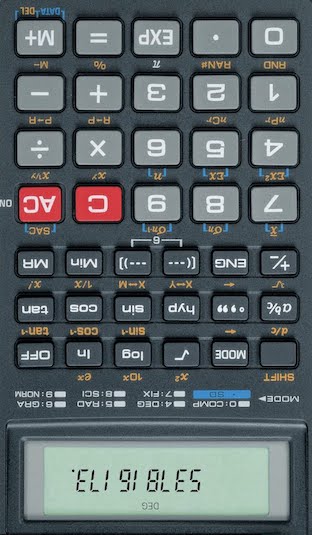 DEG
537816173.
MODE▶ 0:COMP 4:DEG 5:RAD 6:GRA
·:SD 7:FIX 8:SCI 9:NORM
SHIFT x² 10ˣ eˣ
MODE √ log ln OFF
d/c ← sin⁻¹ cos⁻¹ tan⁻¹
a b/c °'" hyp sin cos tan
√ ← X↔Y X↔M 1/x x!
+/− ENG [(--- ---)] Min MR
6
x̄ σn σn-1 SAC
7 8 9 C AC
ON
Σx² Σx n xʸ x¹/ʸ
4 5 6 × ÷
nPr nCr R→P P→R
1 2 3 + −
RND RAN# π % M−
0 · EXP = M+
DATA·DEL